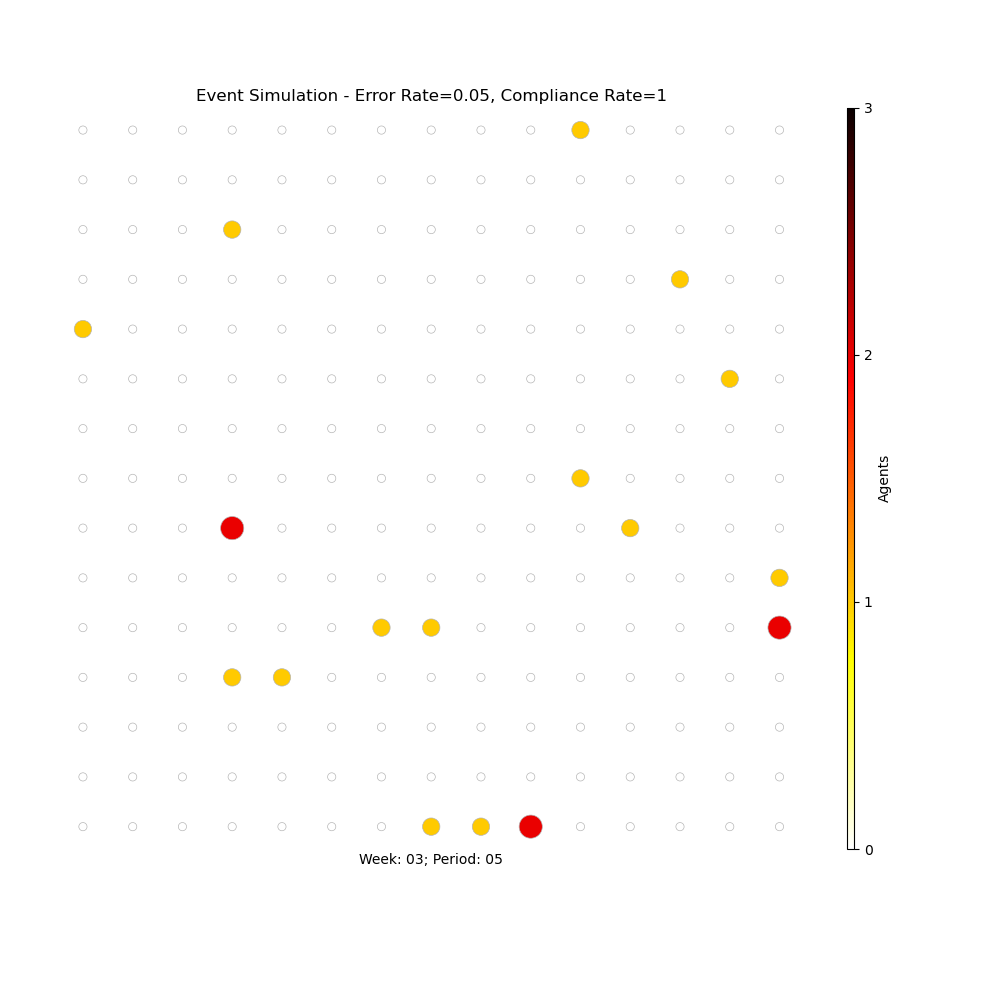 Event Simulation - Error Rate=0.05, Compliance Rate=1
3
2
Agents
1
0
Week: 03; Period: 05